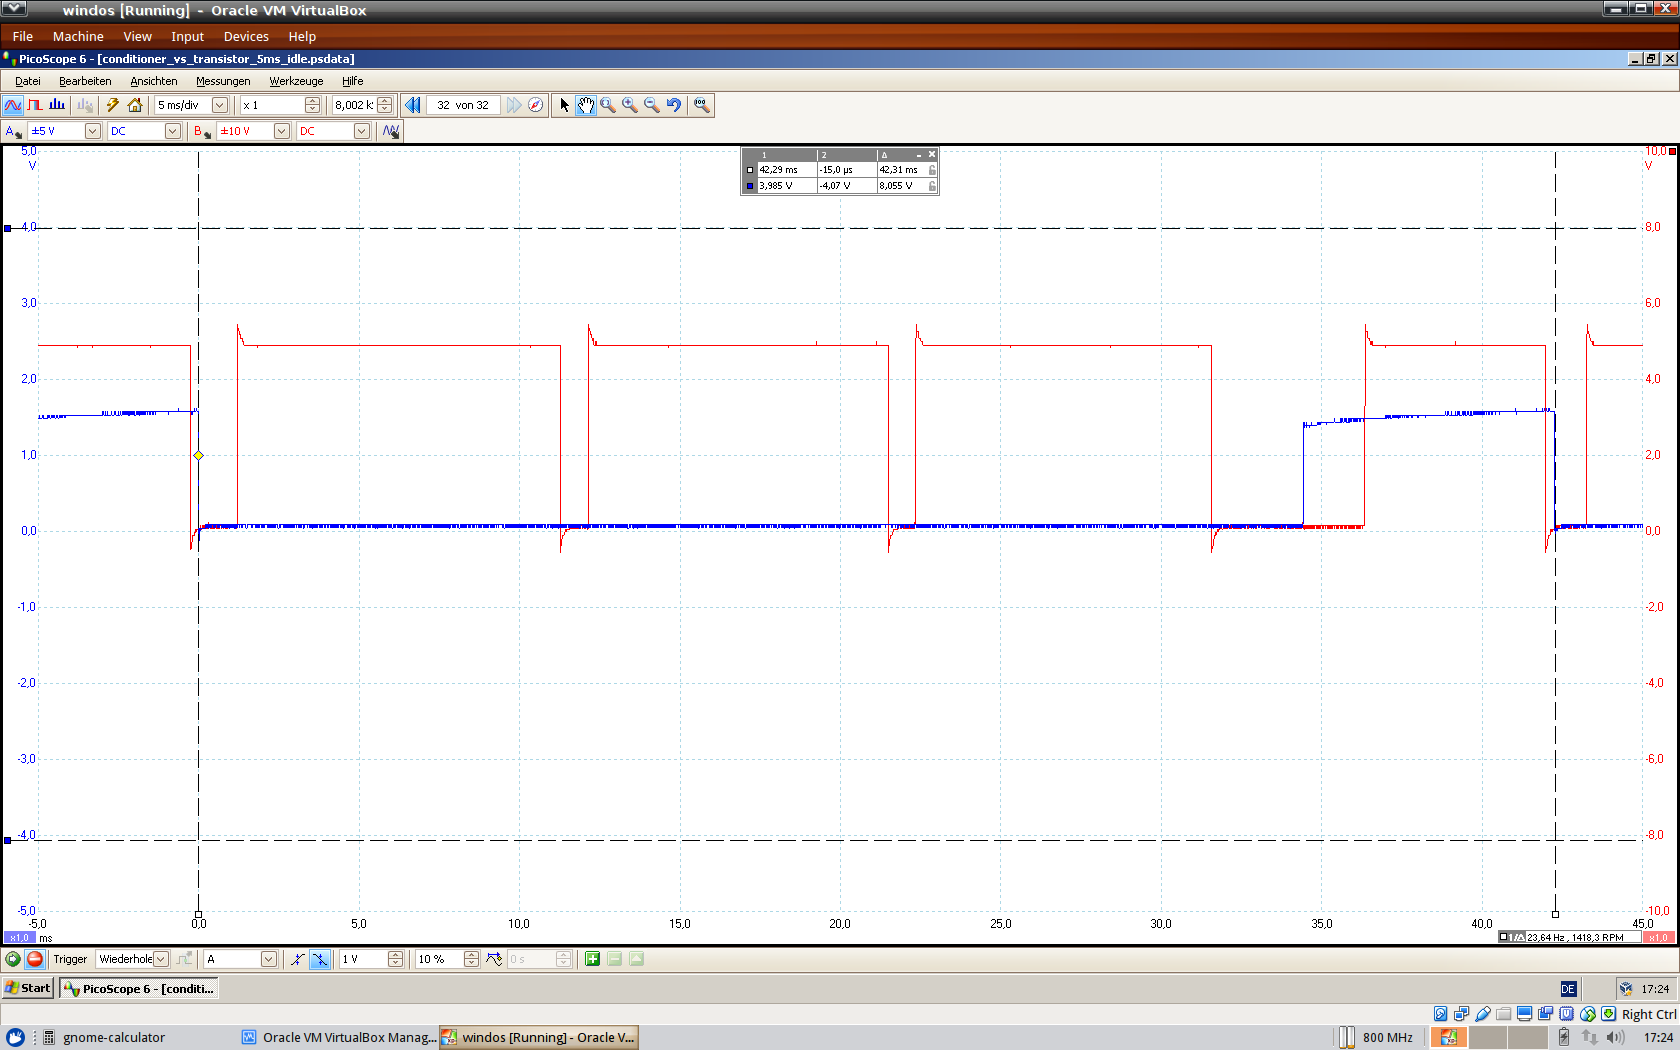 windos [Running] - Oracle VM VirtualBox
File Machine View Input Devices Help
PicoScope 6 - [conditioner_vs_transistor_5ms_idle.psdata]
Datei Bearbeiten Ansichten Messungen Werkzeuge Hilfe
5 ms/div x 1 8,002 k: 32 von 32
A ±5 V DC B ±10 V DC
5,0 10,0
V V
1 2 Δ
42,29 ms -15,0 µs 42,31 ms
3,985 V -4,07 V 8,055 V
4,0 8,0
3,0 6,0
2,0 4,0
1,0 2,0
0,0 0,0
-1,0 -2,0
-2,0 -4,0
-3,0 -6,0
-4,0 -8,0
-5,0 -10,0
-5,0 0,0 5,0 10,0 15,0 20,0 25,0 30,0 35,0 40,0 45,0
x1,0 ms 1/Δ 23,64 Hz , 1418,3 RPM x1,0
Trigger Wiederhole A 1 V 10 % 0 s
Start PicoScope 6 - [conditi... DE 17:24
Right Ctrl
gnome-calculator Oracle VM VirtualBox Manag... windos [Running] - Oracle V... 800 MHz 17:24